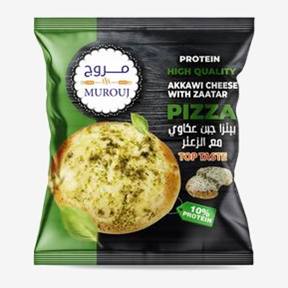 مروج
MUROUJ
PROTEIN
HIGH QUALITY
AKKAWI CHEESE
WITH ZAATAR
PIZZA
بيتزا جبن عكاوي
مع الزعتر
TOP TASTE
10%
PROTEIN